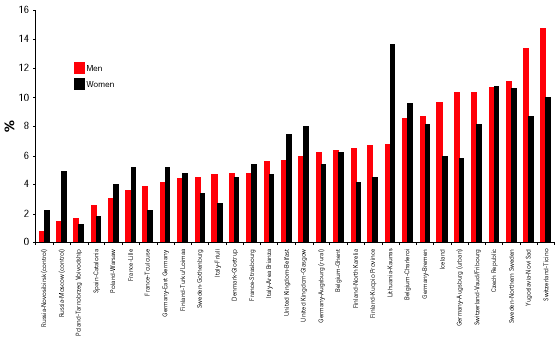 16
14
12
10
8
6
4
2
0
%
Men
Women
Russia-Novosibirsk (control)
Russia-Moscow (control)
Poland-Tarnobrzeg Voivodship
Spain-Catalonia
Poland-Warsaw
France-Lille
France-Toulouse
Germany-East Germany
Finland-Turku/Loimaa
Sweden-Gothenburg
Italy-Friuli
Denmark-Glostrup
France-Strasbourg
Italy-Area Brianza
United Kingdom-Belfast
United Kingdom-Glasgow
Germany-Augsburg (rural)
Belgium-Ghent
Finland-North Karelia
Finland-Kuopio Province
Lithuania-Kaunas
Belgium-Charleroi
Germany-Bremen
Iceland
Germany-Augsburg (urban)
Switzerland-Vaud/Fribourg
Czech Republic
Sweden-Northern Sweden
Yugoslavia-Novi Sad
Switzerland-Ticino